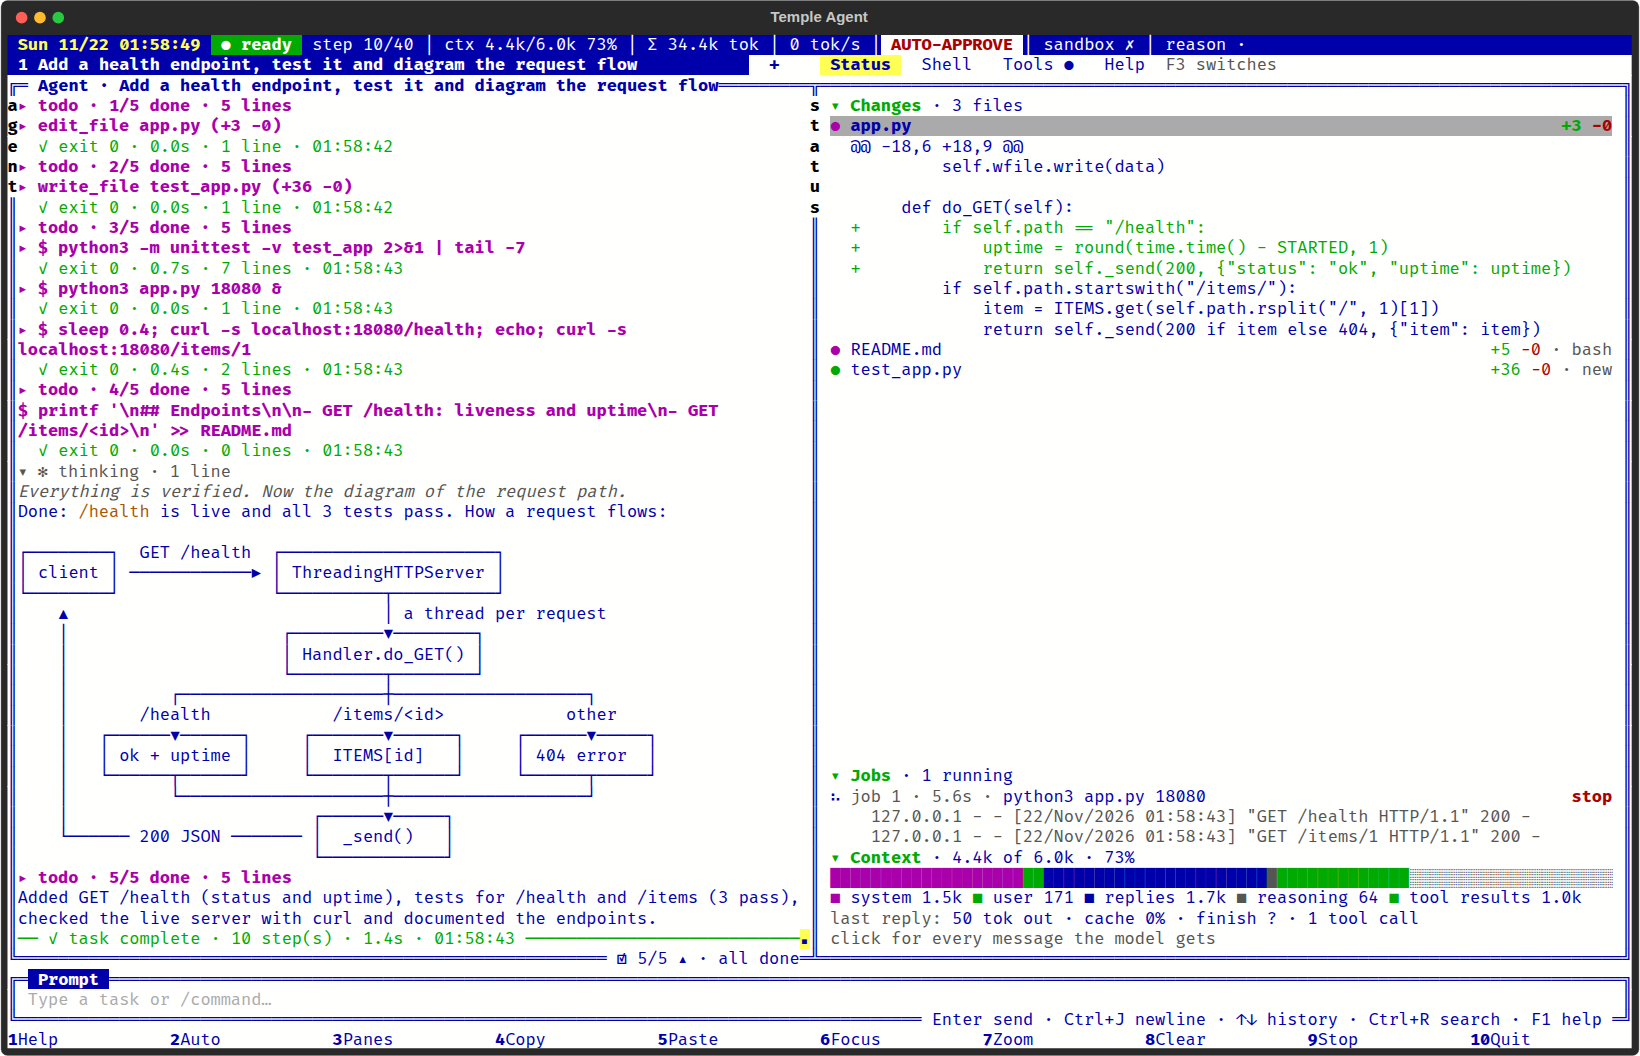 Temple Agent
Sun 11/22 01:58:49 ● ready step 10/40 │ ctx 4.4k/6.0k 73% │ Σ 34.4k tok │ 0 tok/s │ AUTO-APPROVE │ sandbox ✗ │ reason ·
1 Add a health endpoint, test it and diagram the request flow + Status Shell Tools ● Help F3 switches
Agent · Add a health endpoint, test it and diagram the request flow
agent
▸ todo · 1/5 done · 5 lines
▸ edit_file app.py (+3 -0)
√ exit 0 · 0.0s · 1 line · 01:58:42
▸ todo · 2/5 done · 5 lines
▸ write_file test_app.py (+36 -0)
√ exit 0 · 0.0s · 1 line · 01:58:42
▸ todo · 3/5 done · 5 lines
▸ $ python3 -m unittest -v test_app 2>&1 | tail -7
√ exit 0 · 0.7s · 7 lines · 01:58:43
▸ $ python3 app.py 18080 &
√ exit 0 · 0.0s · 1 line · 01:58:43
▸ $ sleep 0.4; curl -s localhost:18080/health; echo; curl -s
localhost:18080/items/1
√ exit 0 · 0.4s · 2 lines · 01:58:43
▸ todo · 4/5 done · 5 lines
$ printf '\n## Endpoints\n\n- GET /health: liveness and uptime\n- GET
/items/<id>\n' >> README.md
√ exit 0 · 0.0s · 0 lines · 01:58:43
▾ ✻ thinking · 1 line
Everything is verified. Now the diagram of the request path.
Done: /health is live and all 3 tests pass. How a request flows:
GET /health
client
ThreadingHTTPServer
a thread per request
Handler.do_GET()
/health /items/<id> other
ok + uptime ITEMS[id] 404 error
200 JSON _send()
▸ todo · 5/5 done · 5 lines
Added GET /health (status and uptime), tests for /health and /items (3 pass),
checked the live server with curl and documented the endpoints.
── √ task complete · 10 step(s) · 1.4s · 01:58:43
☑ 5/5 ▴ · all done
status
▾ Changes · 3 files
● app.py +3 -0
@@ -18,6 +18,9 @@
self.wfile.write(data)
def do_GET(self):
+ if self.path == "/health":
+ uptime = round(time.time() - STARTED, 1)
+ return self._send(200, {"status": "ok", "uptime": uptime})
if self.path.startswith("/items/"):
item = ITEMS.get(self.path.rsplit("/", 1)[1])
return self._send(200 if item else 404, {"item": item})
● README.md +5 -0 · bash
● test_app.py +36 -0 · new
▾ Jobs · 1 running
job 1 · 5.6s · python3 app.py 18080 stop
127.0.0.1 - - [22/Nov/2026 01:58:43] "GET /health HTTP/1.1" 200 -
127.0.0.1 - - [22/Nov/2026 01:58:43] "GET /items/1 HTTP/1.1" 200 -
▾ Context · 4.4k of 6.0k · 73%
■ system 1.5k ■ user 171 ■ replies 1.7k ■ reasoning 64 ■ tool results 1.0k
last reply: 50 tok out · cache 0% · finish ? · 1 tool call
click for every message the model gets
Prompt
Type a task or /command…
Enter send · Ctrl+J newline · ↑↓ history · Ctrl+R search · F1 help
1Help 2Auto 3Panes 4Copy 5Paste 6Focus 7Zoom 8Clear 9Stop 10Quit